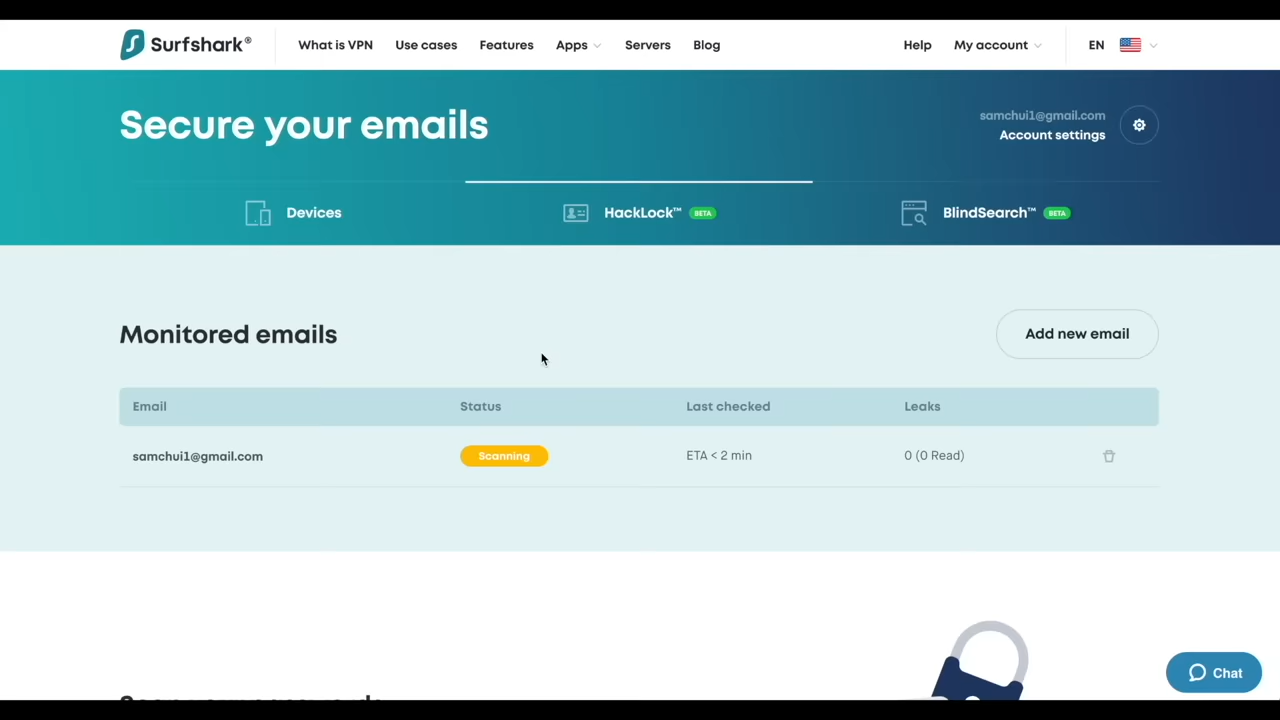 Surfshark®
What is VPN Use cases Features Apps Servers Blog Help My account EN
Secure your emails
samchui1@gmail.com
Account settings
Devices HackLock™ BETA BlindSearch™ BETA
Monitored emails
Add new email
Email Status Last checked Leaks
samchui1@gmail.com Scanning ETA < 2 min 0 (0 Read)
Chat